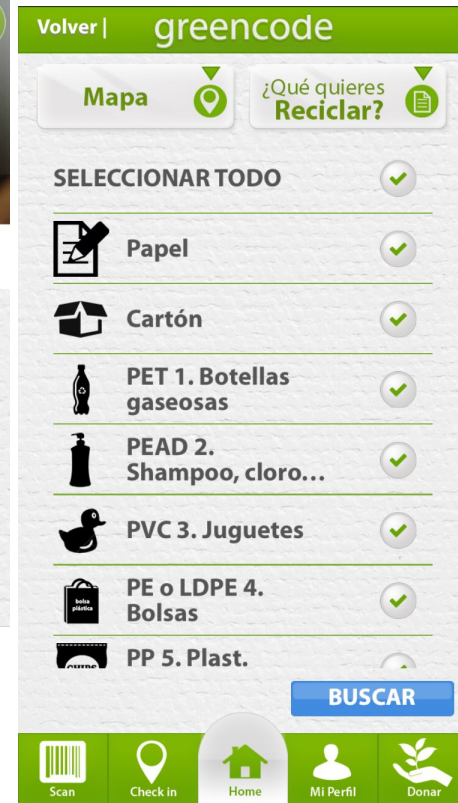 Volver | greencode
Mapa
¿Qué quieres
Reciclar?
SELECCIONAR TODO
Papel
Cartón
PET 1. Botellas
gaseosas
PEAD 2.
Shampoo, cloro...
PVC 3. Juguetes
bolsa
plástica
PE o LDPE 4.
Bolsas
CHIPS
PP 5. Plast.
BUSCAR
Scan
Check in
Home
Mi Perfil
Donar